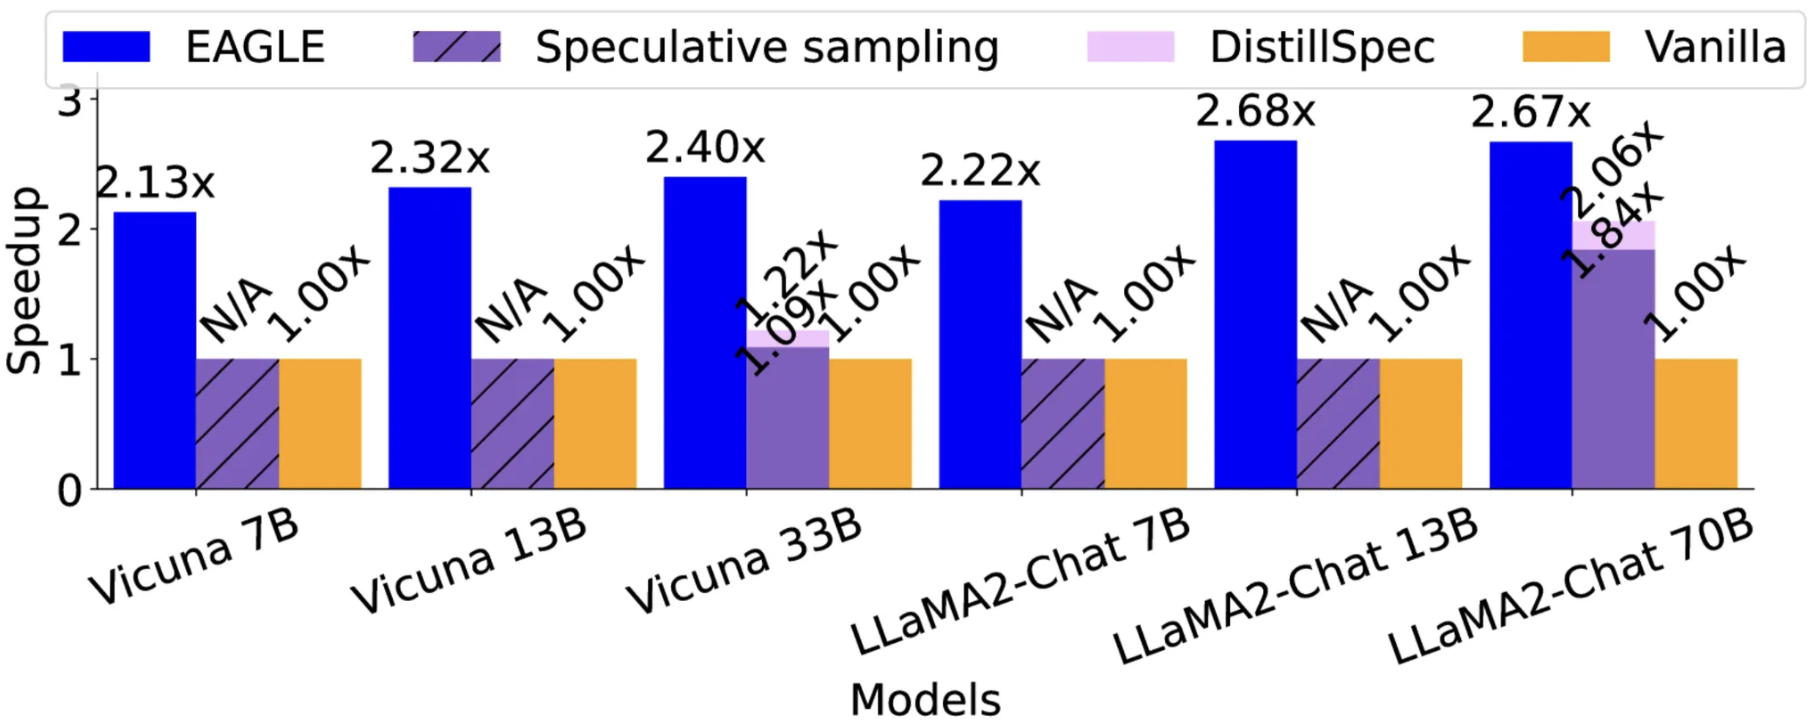 EAGLE Speculative sampling DistillSpec Vanilla
3
2
1
0
Speedup
2.13x
N/A
1.00x
2.32x
N/A
1.00x
2.40x
1.22x
1.09x
1.00x
2.22x
N/A
1.00x
2.68x
N/A
1.00x
2.67x
2.06x
1.84x
1.00x
Vicuna 7B
Vicuna 13B
Vicuna 33B
LLaMA2-Chat 7B
LLaMA2-Chat 13B
LLaMA2-Chat 70B
Models